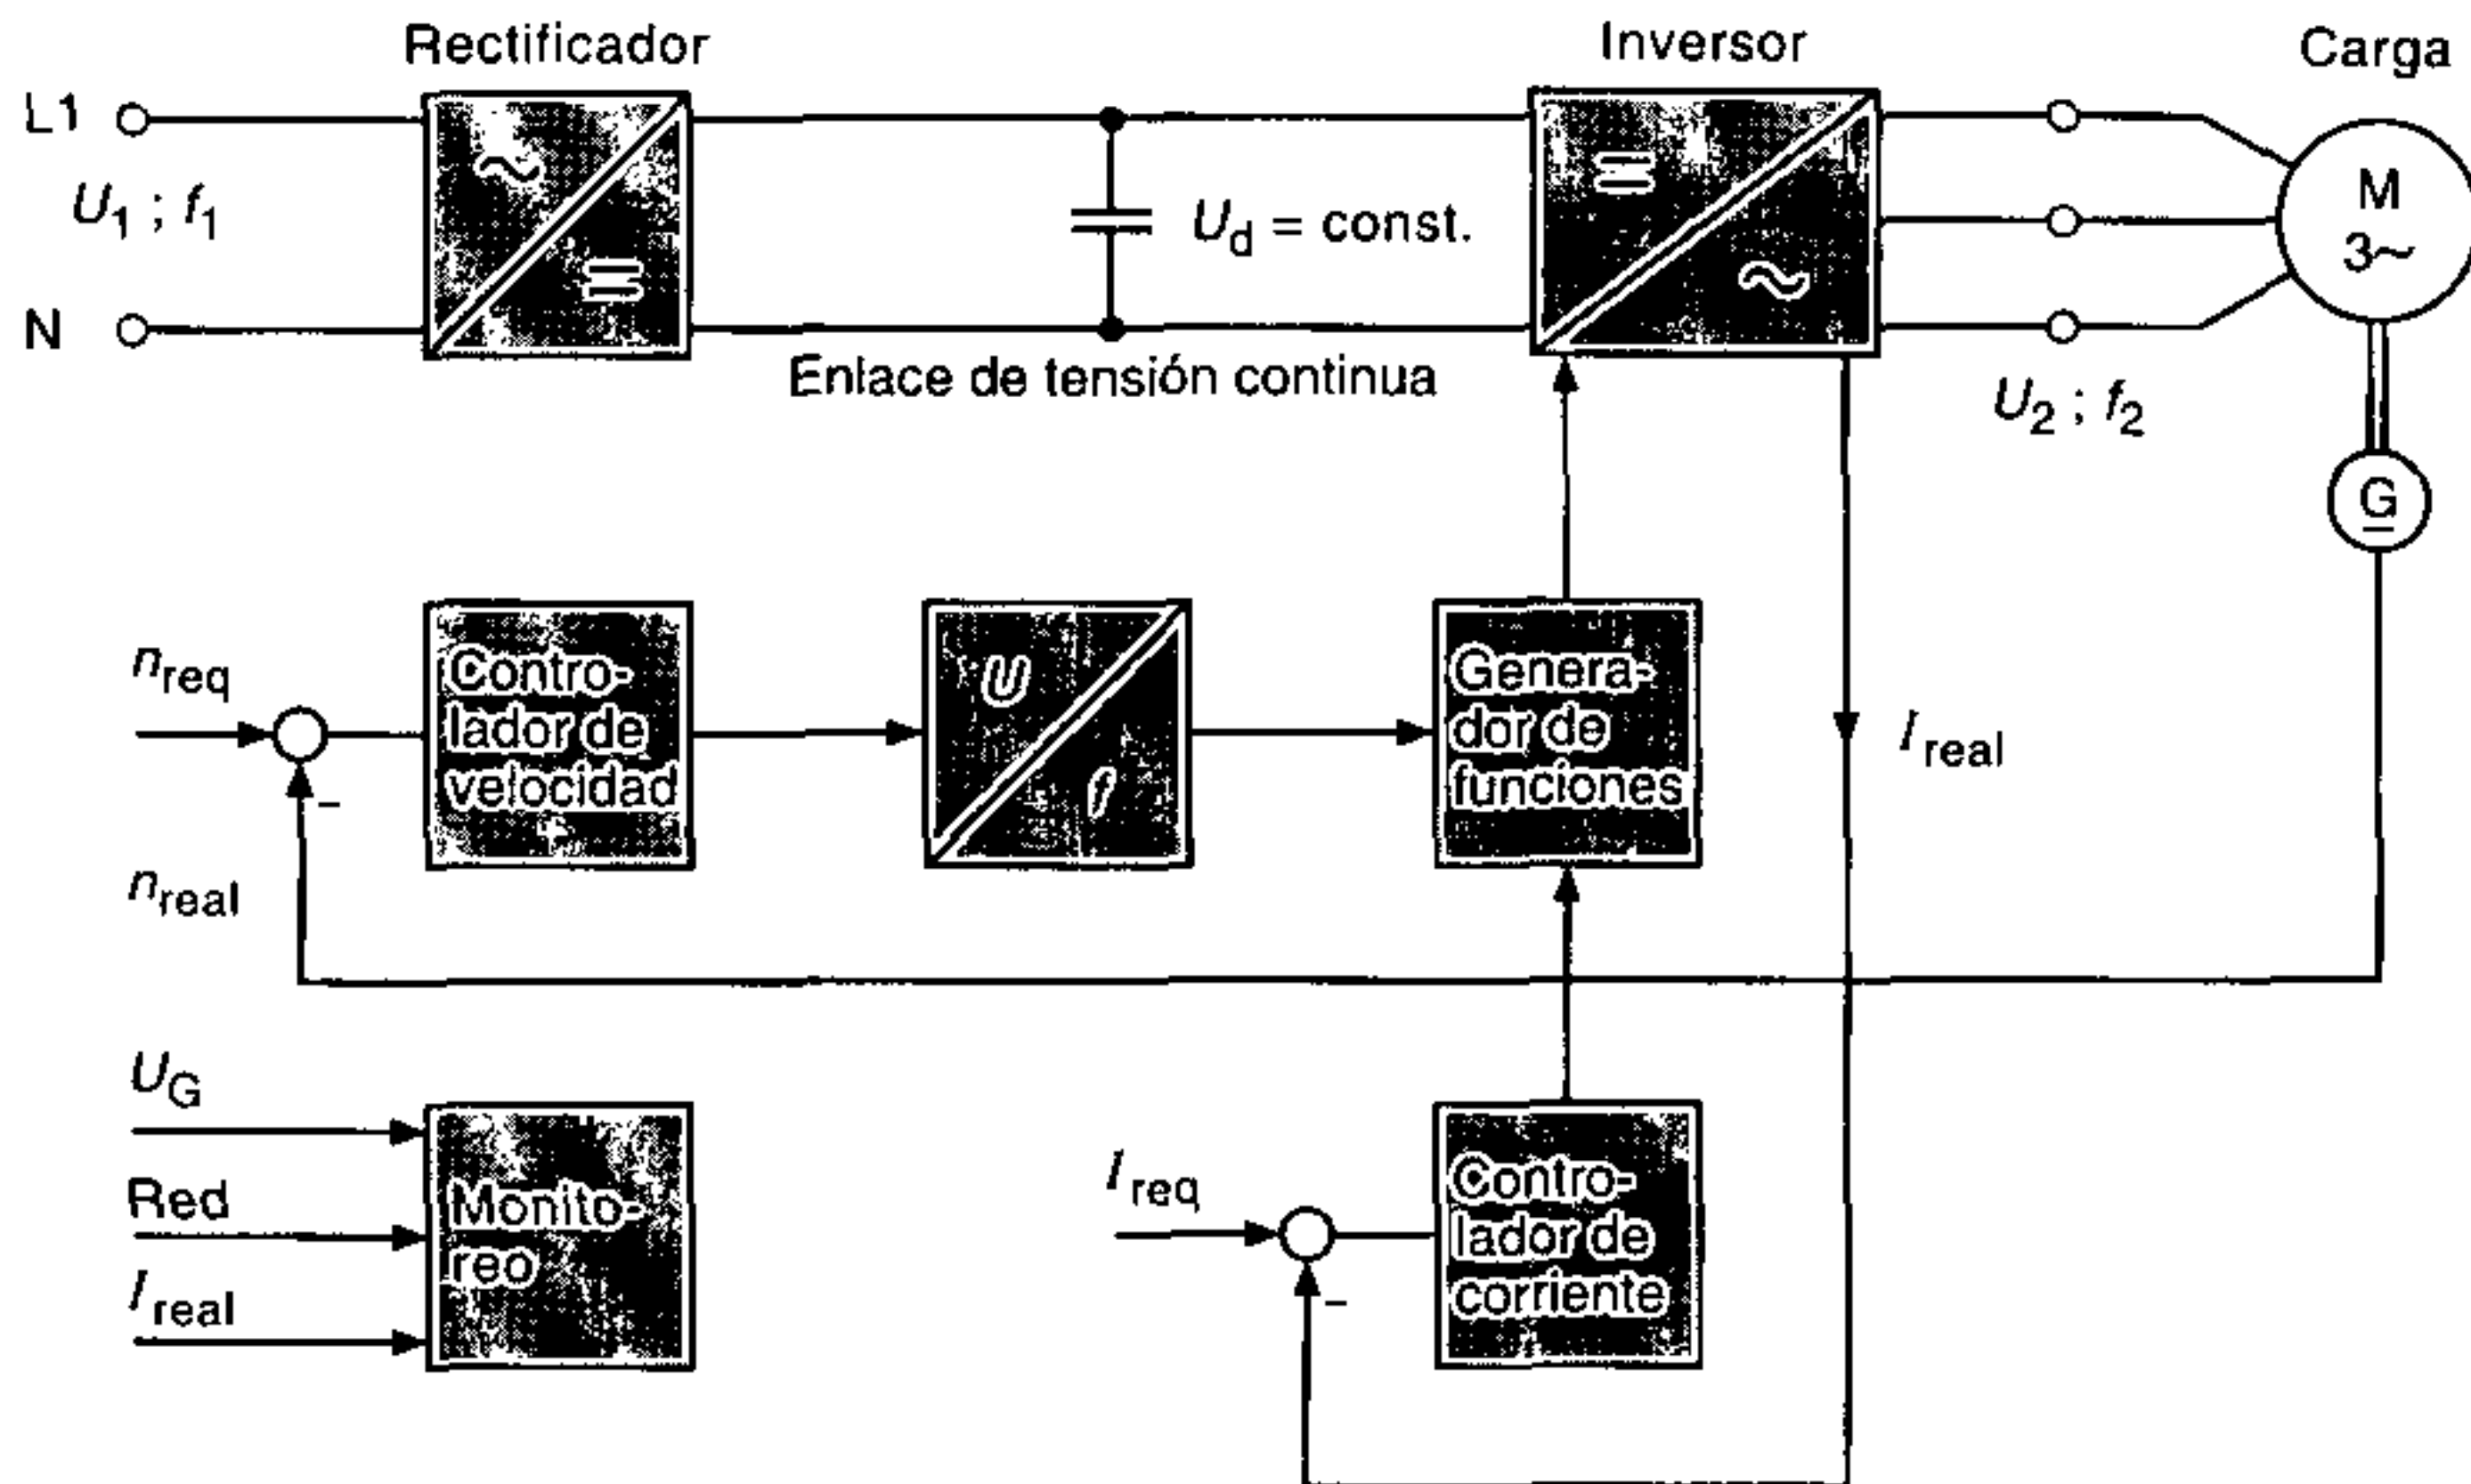 Rectificador
Inversor
Carga
L1
U1 ; f1
N
Ud = const.
M
3~
Enlace de tensión continua
U2 ; f2
G
nreq
Contro-
lador de
velocidad
U
f
Genera-
dor de
funciones
Ireal
nreal
UG
Red
Ireal
Monito-
reo
Ireq
Contro-
lador de
corriente